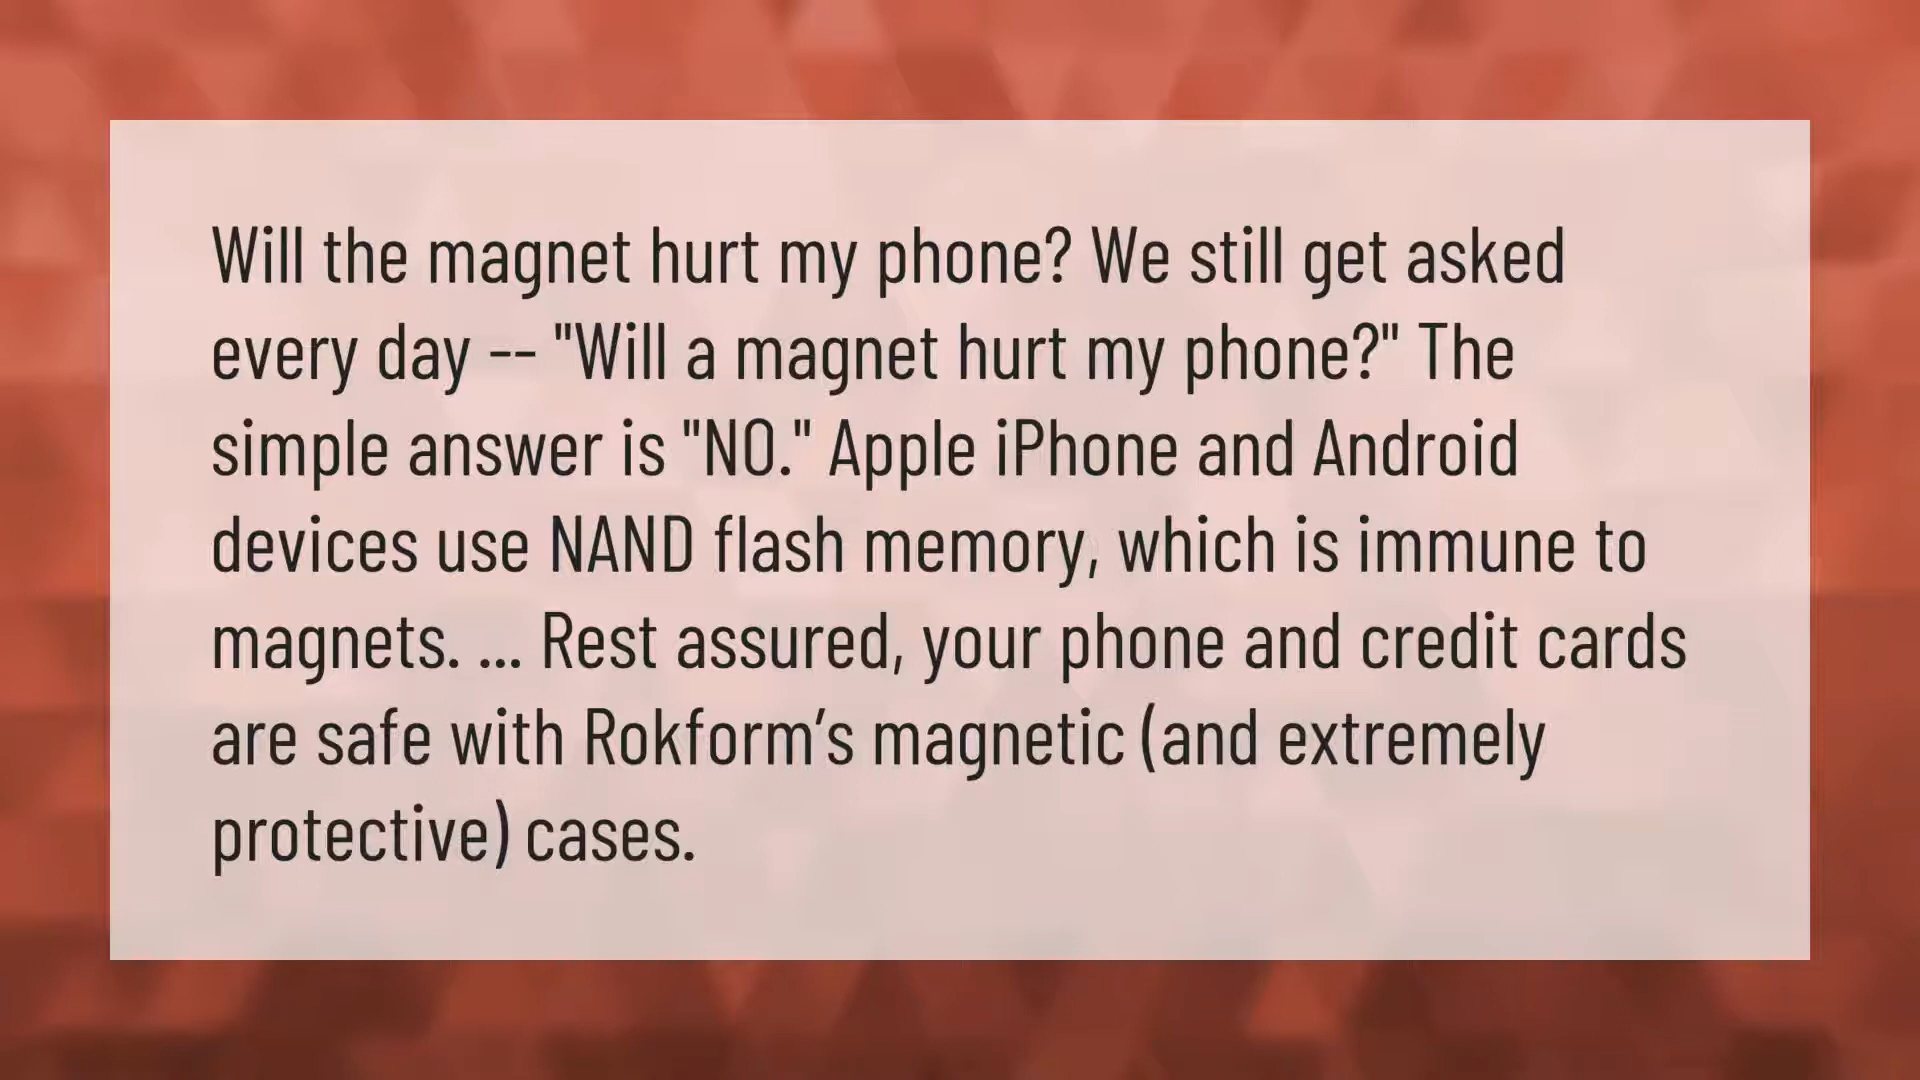 Will the magnet hurt my phone? We still get asked
every day -- "Will a magnet hurt my phone?" The
simple answer is "NO." Apple iPhone and Android
devices use NAND flash memory, which is immune to
magnets. ... Rest assured, your phone and credit cards
are safe with Rokform’s magnetic (and extremely
protective) cases.